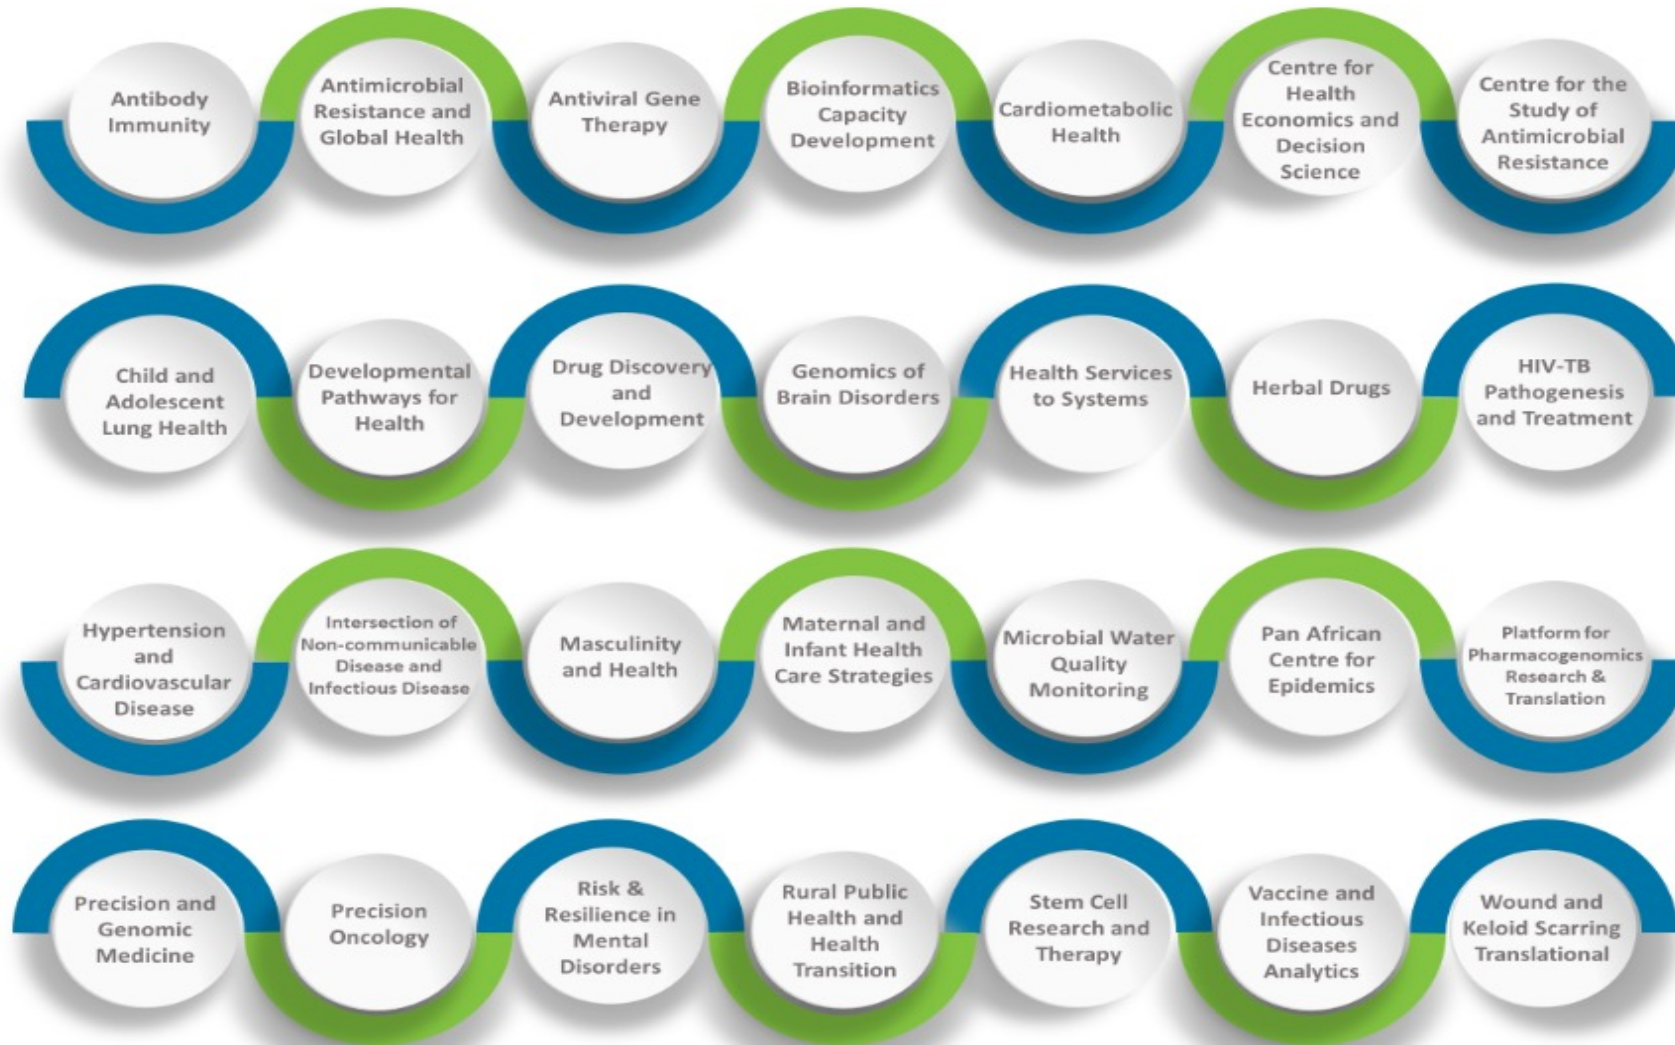 Antibody
Immunity
Antimicrobial
Resistance and
Global Health
Antiviral Gene
Therapy
Bioinformatics
Capacity
Development
Cardiometabolic
Health
Centre for
Health
Economics and
Decision
Science
Centre for the
Study of
Antimicrobial
Resistance
Child and
Adolescent
Lung Health
Developmental
Pathways for
Health
Drug Discovery
and
Development
Genomics of
Brain Disorders
Health Services
to Systems
Herbal Drugs
HIV-TB
Pathogenesis
and Treatment
Hypertension
and
Cardiovascular
Disease
Intersection of
Non-communicable
Disease and
Infectious Disease
Masculinity
and Health
Maternal and
Infant Health
Care Strategies
Microbial Water
Quality
Monitoring
Pan African
Centre for
Epidemics
Platform for
Pharmacogenomics
Research &
Translation
Precision and
Genomic
Medicine
Precision
Oncology
Risk &
Resilience in
Mental
Disorders
Rural Public
Health and
Health
Transition
Stem Cell
Research and
Therapy
Vaccine and
Infectious
Diseases
Analytics
Wound and
Keloid Scarring
Translational